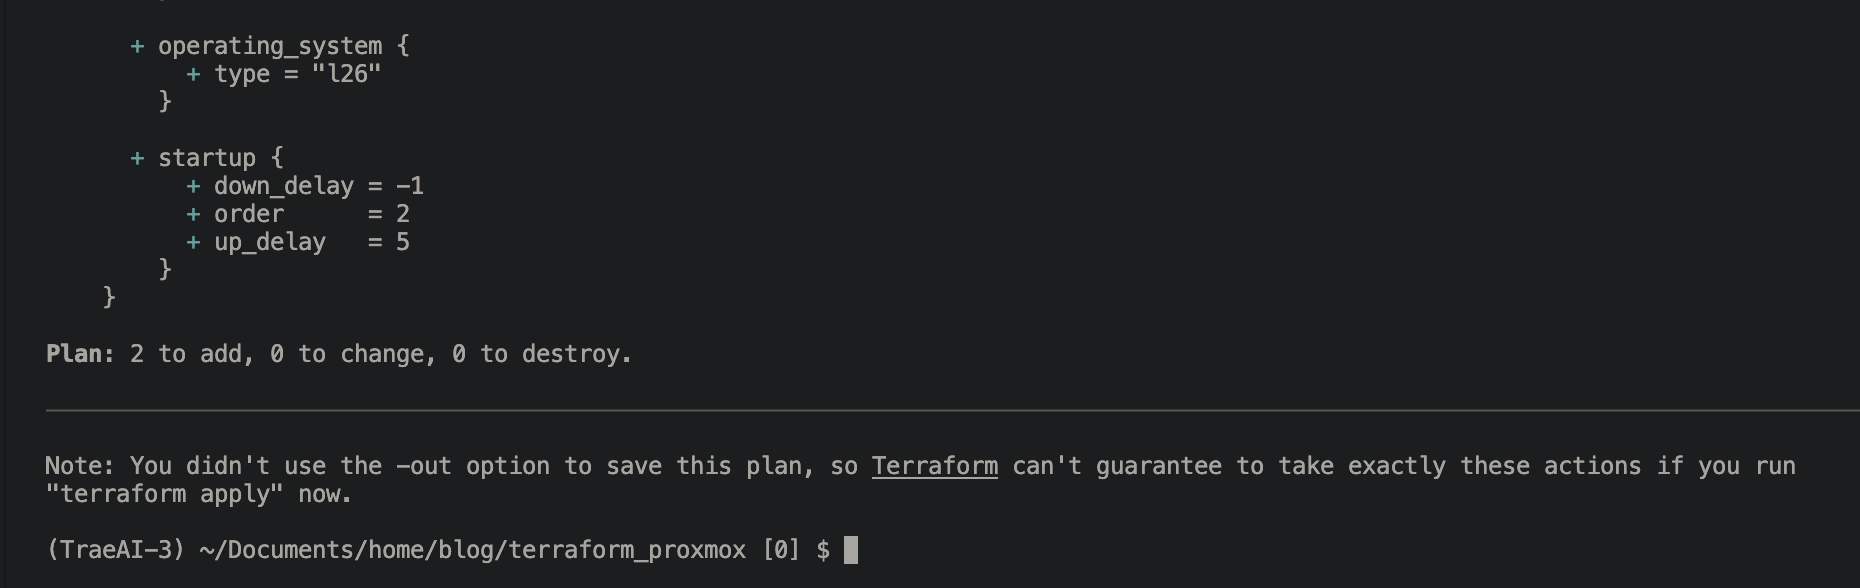 + operating_system {
+ type = "l26"
}
+ startup {
+ down_delay = -1
+ order      = 2
+ up_delay   = 5
}
}
Plan: 2 to add, 0 to change, 0 to destroy.
Note: You didn't use the -out option to save this plan, so Terraform can't guarantee to take exactly these actions if you run
"terraform apply" now.
(TraeAI-3) ~/Documents/home/blog/terraform_proxmox [0] $